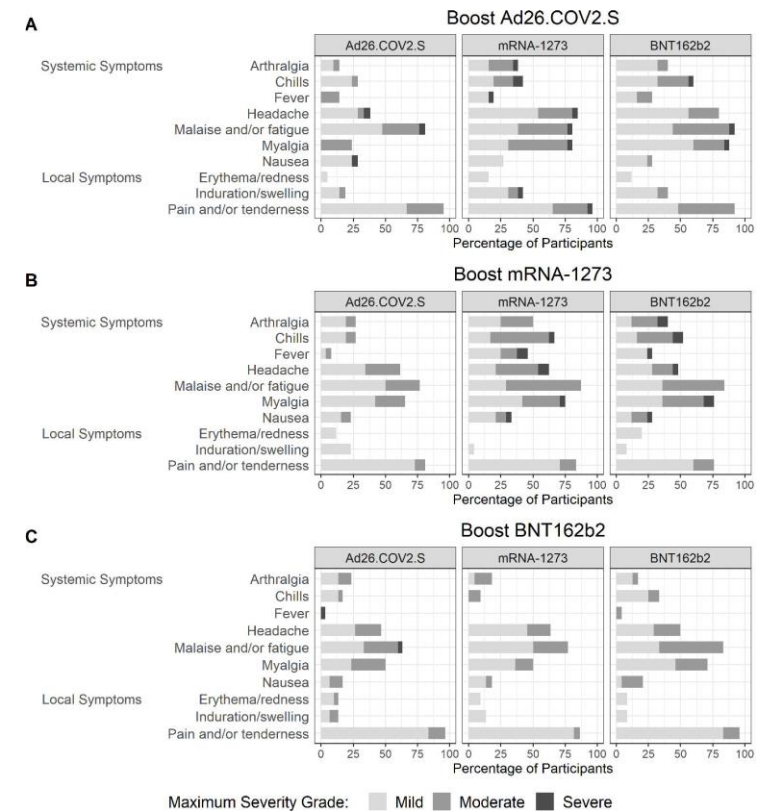 Boost Ad26.COV2.S
A
Ad26.COV2.S mRNA-1273 BNT162b2
Systemic Symptoms Arthralgia
Chills
Fever
Headache
Malaise and/or fatigue
Myalgia
Nausea
Local Symptoms Erythema/redness
Induration/swelling
Pain and/or tenderness
0 25 50 75 100 0 25 50 75 100 0 25 50 75 100
Percentage of Participants
Boost mRNA-1273
B
Ad26.COV2.S mRNA-1273 BNT162b2
Systemic Symptoms Arthralgia
Chills
Fever
Headache
Malaise and/or fatigue
Myalgia
Nausea
Local Symptoms Erythema/redness
Induration/swelling
Pain and/or tenderness
0 25 50 75 100 0 25 50 75 100 0 25 50 75 100
Percentage of Participants
Boost BNT162b2
C
Ad26.COV2.S mRNA-1273 BNT162b2
Systemic Symptoms Arthralgia
Chills
Fever
Headache
Malaise and/or fatigue
Myalgia
Nausea
Local Symptoms Erythema/redness
Induration/swelling
Pain and/or tenderness
0 25 50 75 100 0 25 50 75 100 0 25 50 75 100
Percentage of Participants
Maximum Severity Grade: Mild Moderate Severe